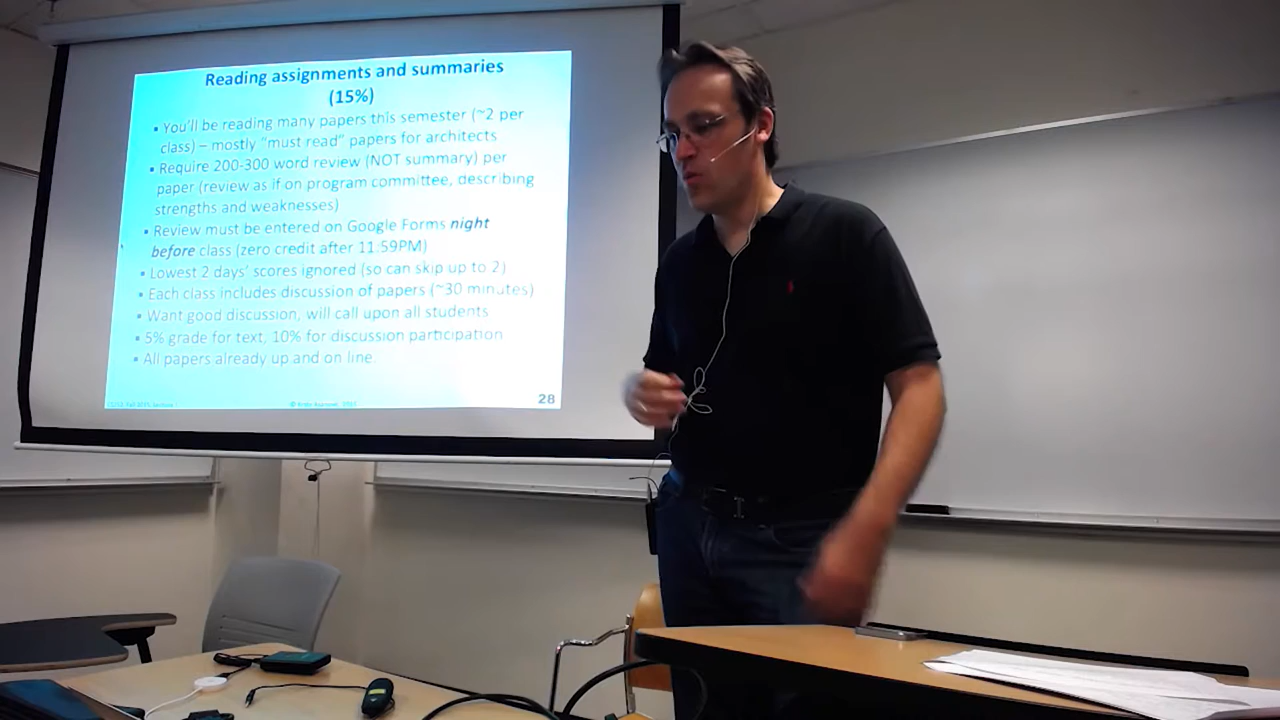 Reading assignments and summaries
(15%)
▪ You'll be reading many papers this semester (~2 per
class) – mostly "must read" papers for architects
▪ Require 200-300 word review (NOT summary) per
paper (review as if on program committee, describing
strengths and weaknesses)
▪ Review must be entered on Google Forms night
before class (zero credit after 11:59PM)
▪ Lowest 2 days' scores ignored (so can skip up to 2)
▪ Each class includes discussion of papers (~30 minutes)
▪ Want good discussion, will call upon all students
▪ 5% grade for text, 10% for discussion participation
▪ All papers already up and on line.
28